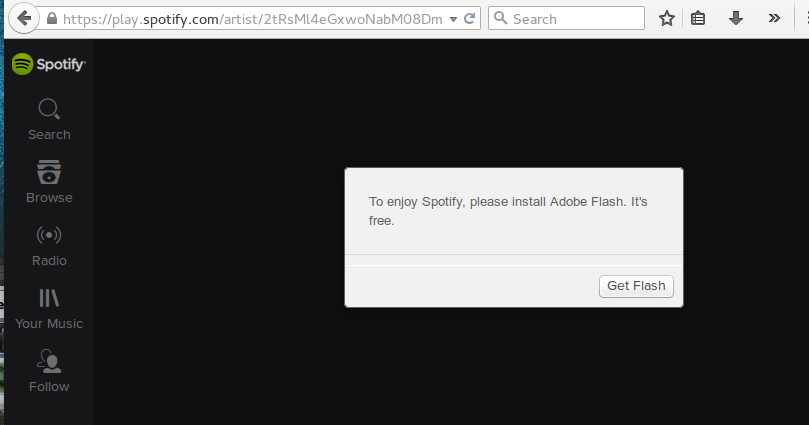 https://play.spotify.com/artist/2tRsMl4eGxwoNabM08Dm
Search
Spotify
Search
Browse
Radio
Your Music
Follow
To enjoy Spotify, please install Adobe Flash. It's
free.
Get Flash